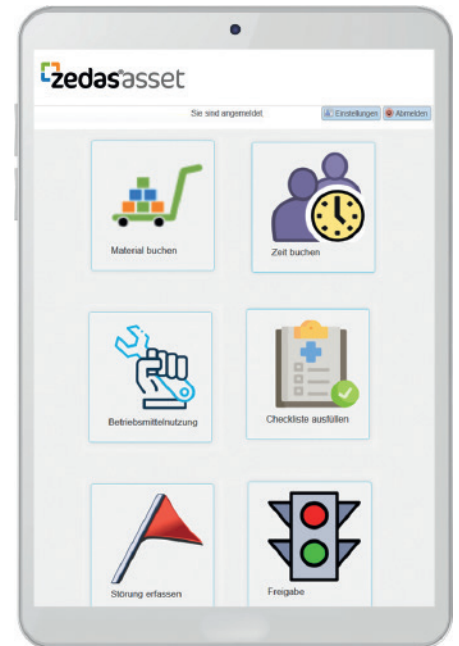 zedas®asset
Sie sind angemeldet
Einstellungen
Abmelden
Material buchen
Zeit buchen
Betriebsmittelnutzung
Checkliste ausfüllen
Störung erfassen
Freigabe